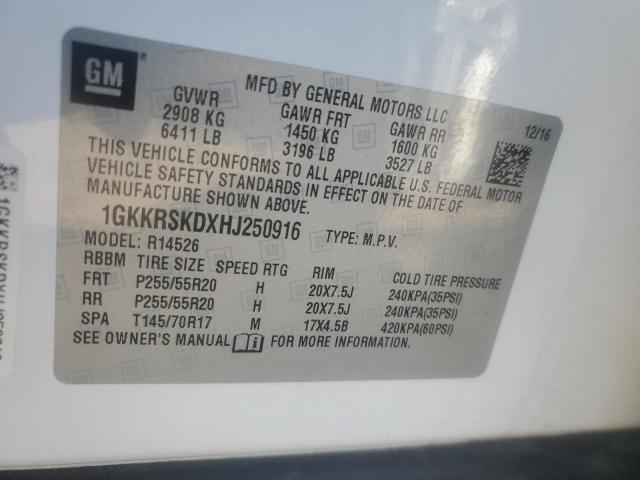 GM
MFD BY GENERAL MOTORS LLC
GVWR GAWR FRT GAWR RR 12/16
2908 KG 1450 KG 1600 KG
6411 LB 3196 LB 3527 LB
THIS VEHICLE CONFORMS TO ALL APPLICABLE U.S. FEDERAL MOTOR
VEHICLE SAFETY STANDARDS IN EFFECT ON THE DATE OF
MANUFACTURE SHOWN ABOVE.
1GKKRSKDXHJ250916 TYPE: M.P.V.
MODEL: R14526
RBBM TIRE SIZE SPEED RTG RIM COLD TIRE PRESSURE
FRT P255/55R20 H 20X7.5J 240KPA(35PSI)
RR P255/55R20 H 20X7.5J 240KPA(35PSI)
SPA T145/70R17 M 17X4.5B 420KPA(60PSI)
SEE OWNER'S MANUAL FOR MORE INFORMATION.